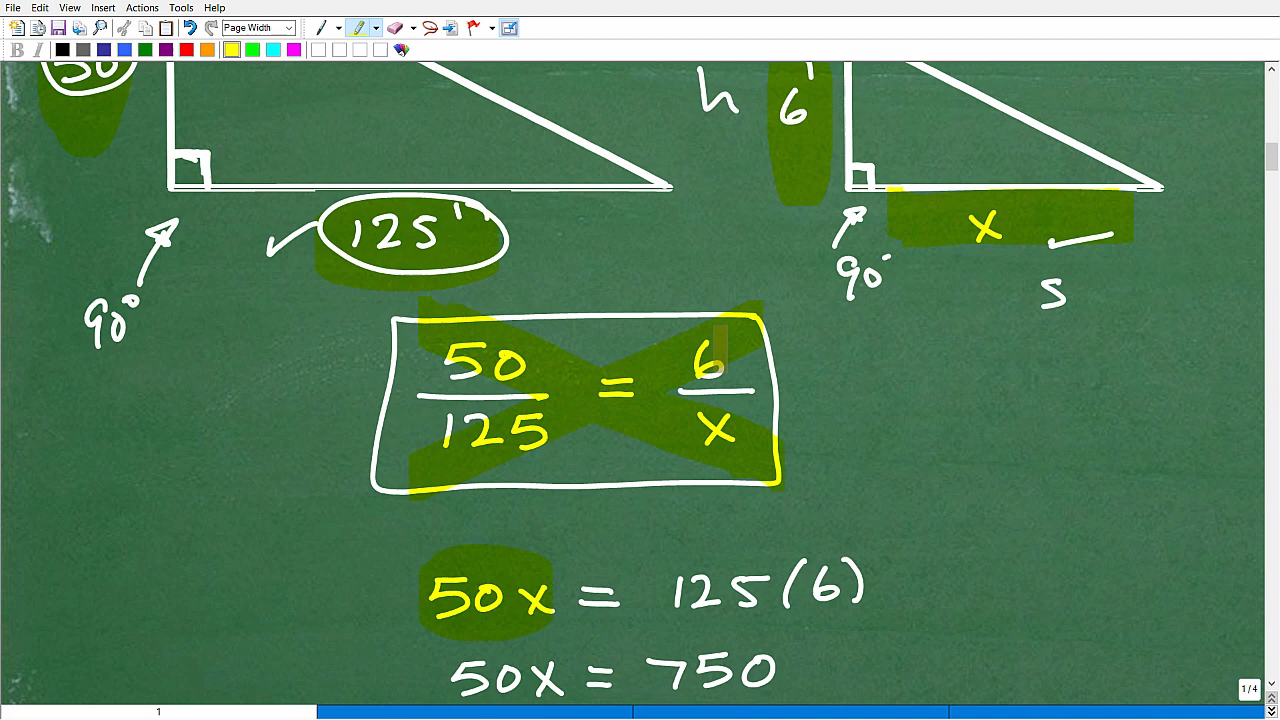 File Edit View Insert Actions Tools Help
Page Width
B I
50
h
6'
125'
x
90°
90°
s
50/125 = 6/x
50x = 125(6)
50x = 750
1/4
1